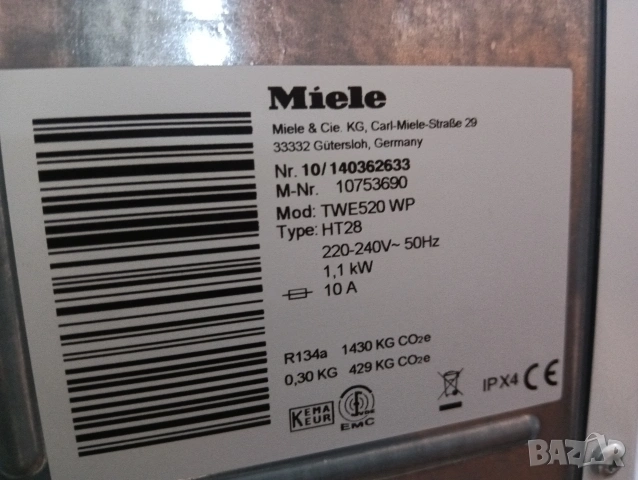 Miele
Miele & Cie. KG, Carl-Miele-Straße 29
33332 Gütersloh, Germany
Nr. 10/140362633
M-Nr. 10753690
Mod: TWE520 WP
Type: HT28
220-240V~ 50Hz
1,1 kW
10 A
R134a 1430 KG CO2e
0,30 KG 429 KG CO2e
KEMA
KEUR
EMC
IPX4 CE
BAZAR